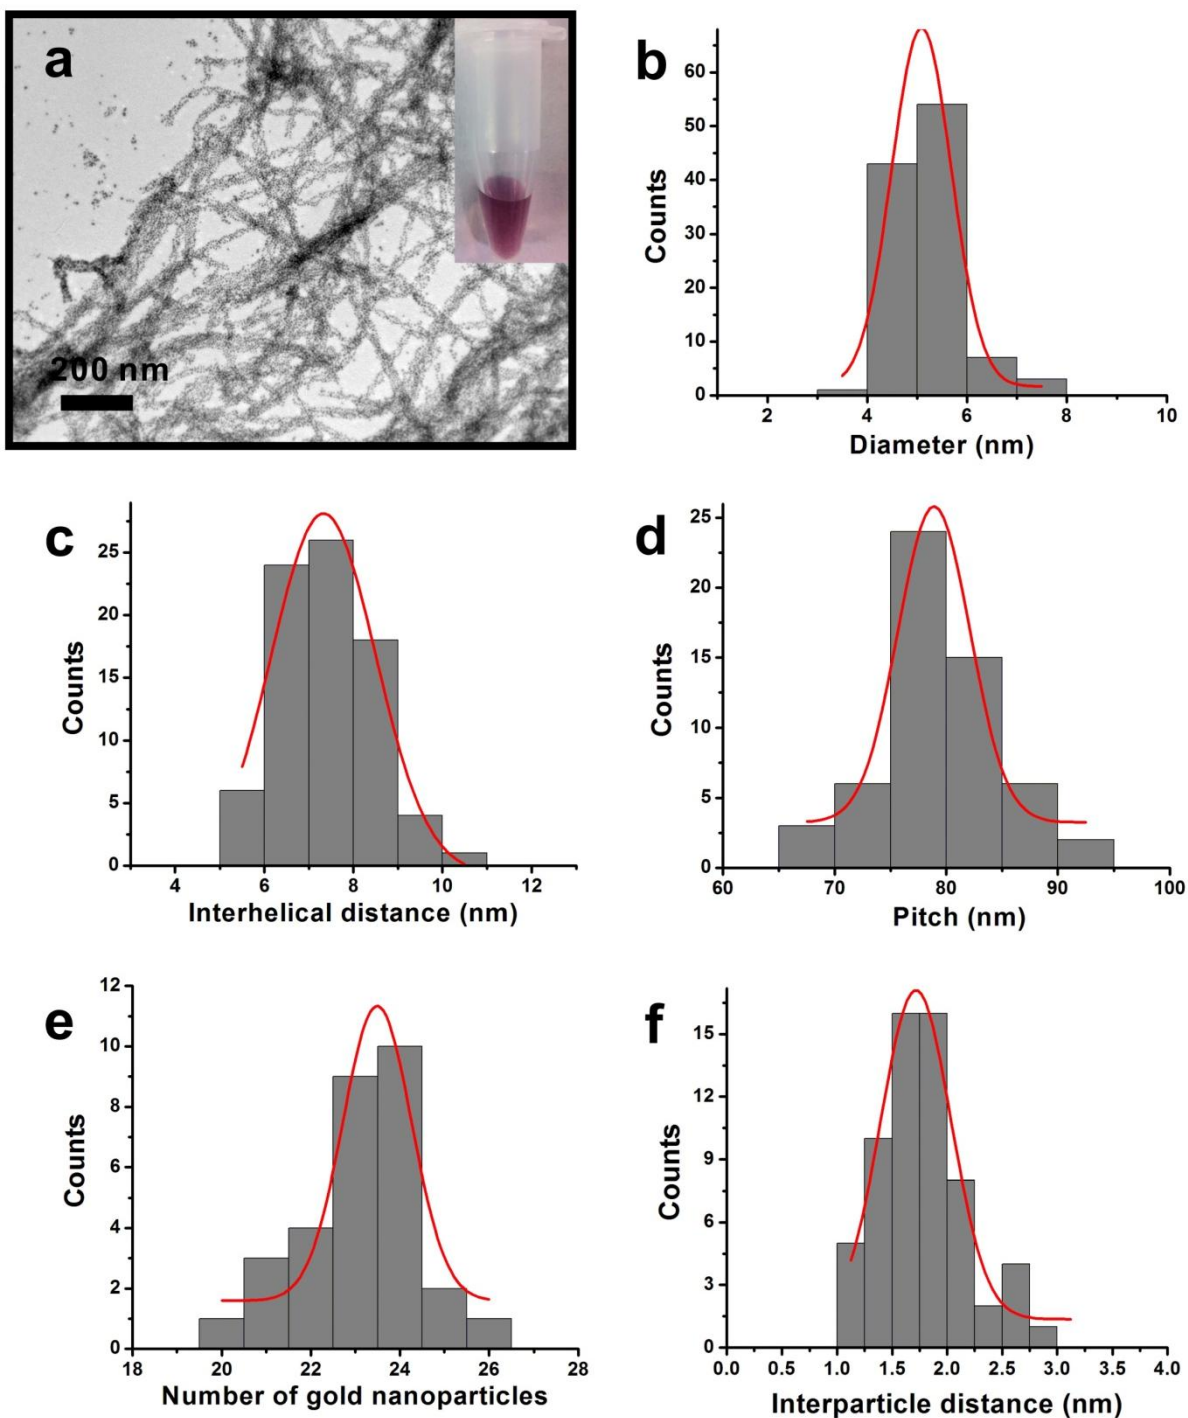 a
200 nm
b
60
50
40
30
20
10
0
Counts
2 4 6 8 10
Diameter (nm)
c
25
20
15
10
5
0
Counts
4 6 8 10 12
Interhelical distance (nm)
d
25
20
15
10
5
0
Counts
60 70 80 90 100
Pitch (nm)
e
12
10
8
6
4
2
0
Counts
18 20 22 24 26 28
Number of gold nanoparticles
f
15
12
9
6
3
0
Counts
0.0 0.5 1.0 1.5 2.0 2.5 3.0 3.5 4.0
Interparticle distance (nm)